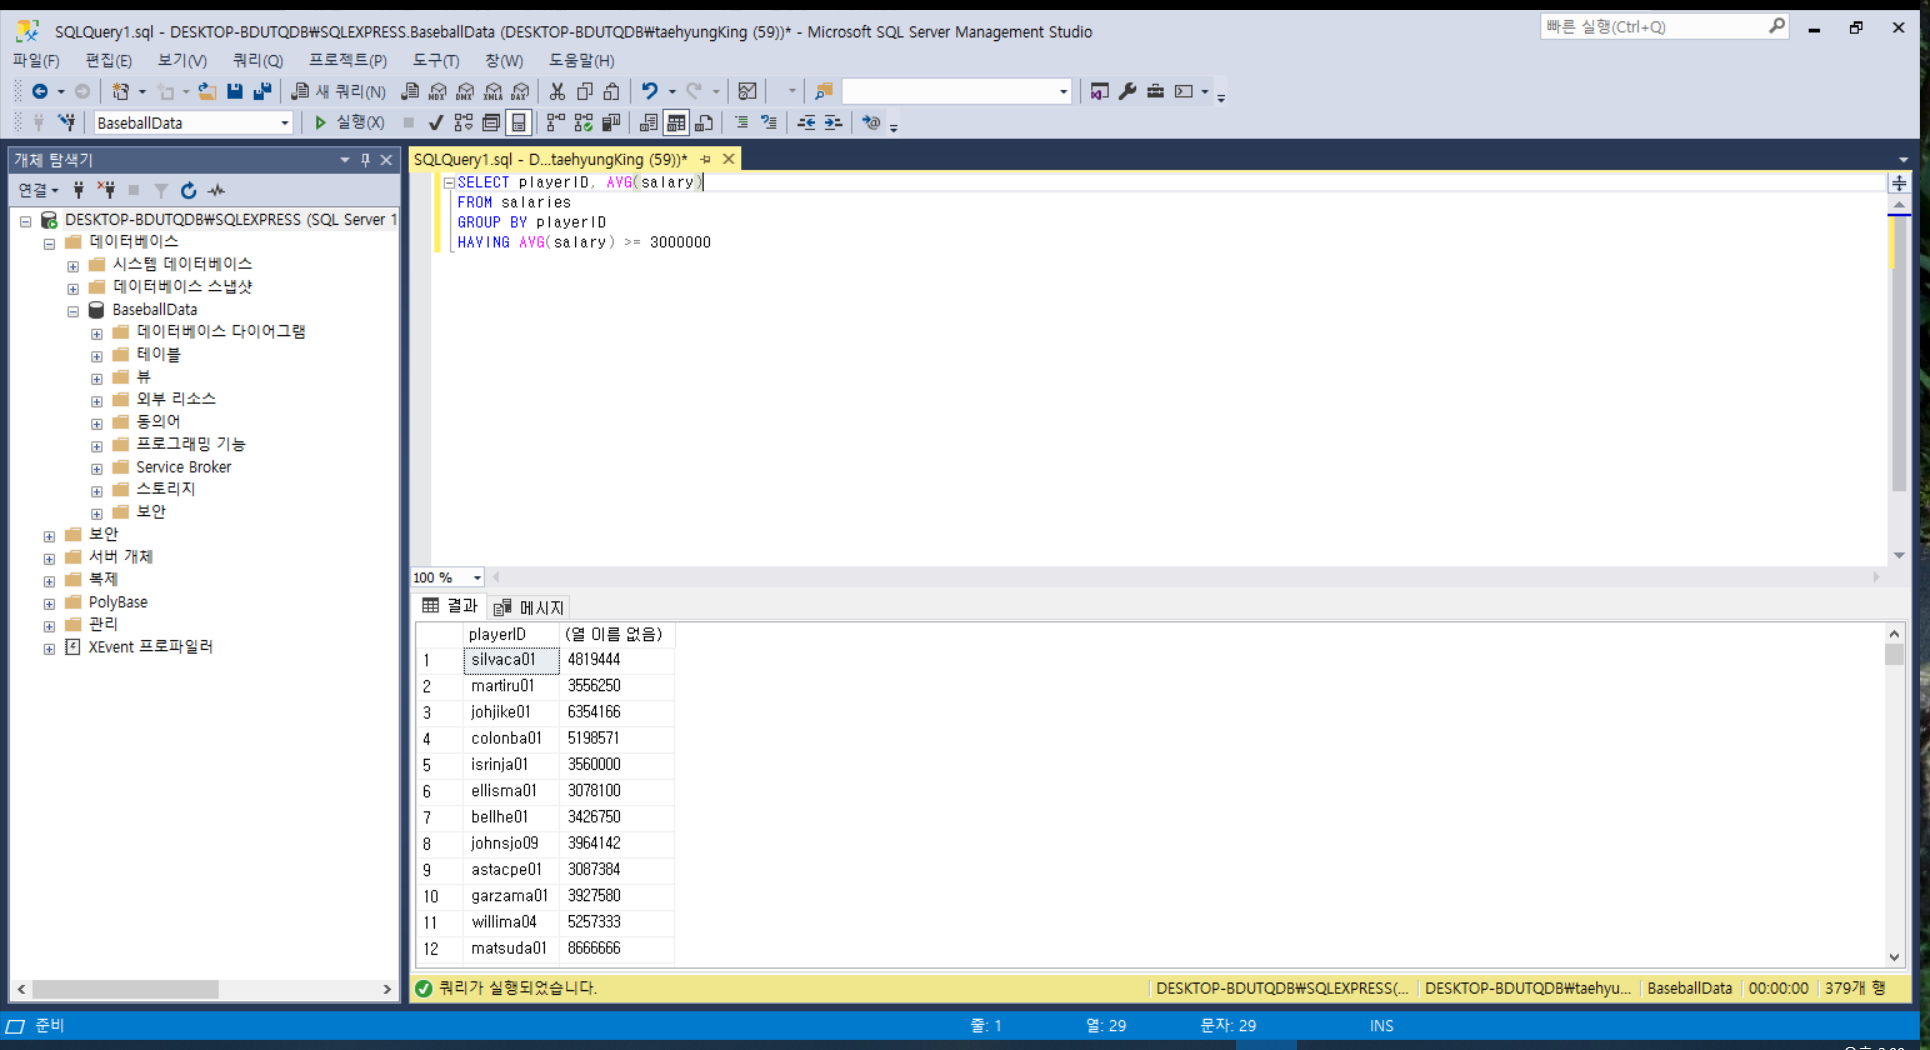 SQLQuery1.sql - DESKTOP-BDUTQDB₩SQLEXPRESS.BaseballData (DESKTOP-BDUTQDB₩taehyungKing (59))* - Microsoft SQL Server Management Studio
빠른 실행(Ctrl+Q)
파일(F) 편집(E) 보기(V) 쿼리(Q) 프로젝트(P) 도구(T) 창(W) 도움말(H)
새 쿼리(N) MDX DMX XMLA DAX
BaseballData 실행(X)
개체 탐색기
연결
DESKTOP-BDUTQDB₩SQLEXPRESS (SQL Server 1
데이터베이스
시스템 데이터베이스
데이터베이스 스냅샷
BaseballData
데이터베이스 다이어그램
테이블
뷰
외부 리소스
동의어
프로그래밍 기능
Service Broker
스토리지
보안
보안
서버 개체
복제
PolyBase
관리
XEvent 프로파일러
SQLQuery1.sql - D...taehyungKing (59))*
SELECT playerID, AVG(salary)
FROM salaries
GROUP BY playerID
HAVING AVG(salary) >= 3000000
100 %
결과 메시지
playerID (열 이름 없음)
1 silvaca01 4819444
2 martiru01 3556250
3 johjike01 6354166
4 colonba01 5198571
5 isrinja01 3560000
6 ellisma01 3078100
7 bellhe01 3426750
8 johnsjo09 3964142
9 astacpe01 3087384
10 garzama01 3927580
11 willima04 5257333
12 matsuda01 8666666
쿼리가 실행되었습니다. DESKTOP-BDUTQDB₩SQLEXPRESS(... DESKTOP-BDUTQDB₩taehyu... BaseballData 00:00:00 379개 행
준비 줄: 1 열: 29 문자: 29 INS